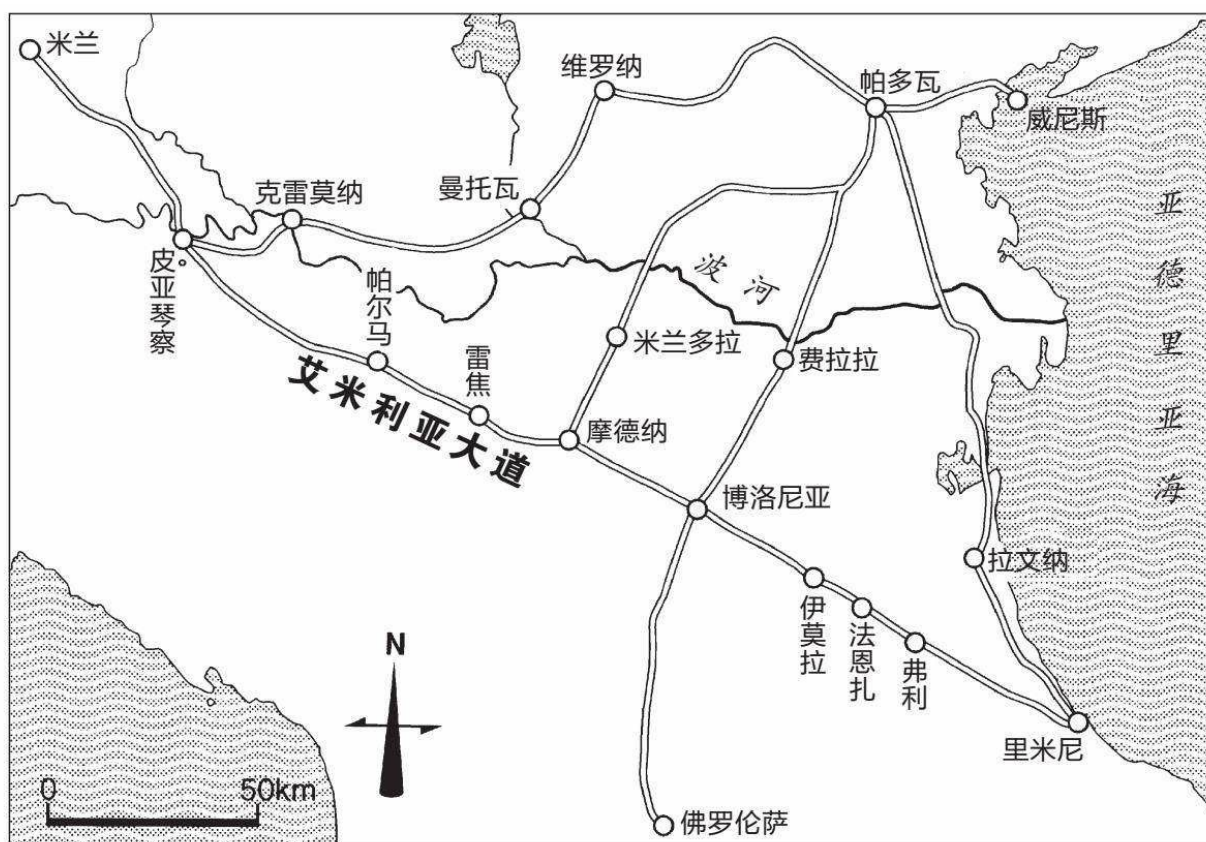 米兰
维罗纳
帕多瓦
威尼斯
克雷莫纳
曼托瓦
皮亚琴察
帕尔马
波河
亚德里亚海
米兰多拉
费拉拉
雷焦
艾米利亚大道
摩德纳
博洛尼亚
拉文纳
伊莫拉
法恩扎
弗利
里米尼
N
0
50km
佛罗伦萨